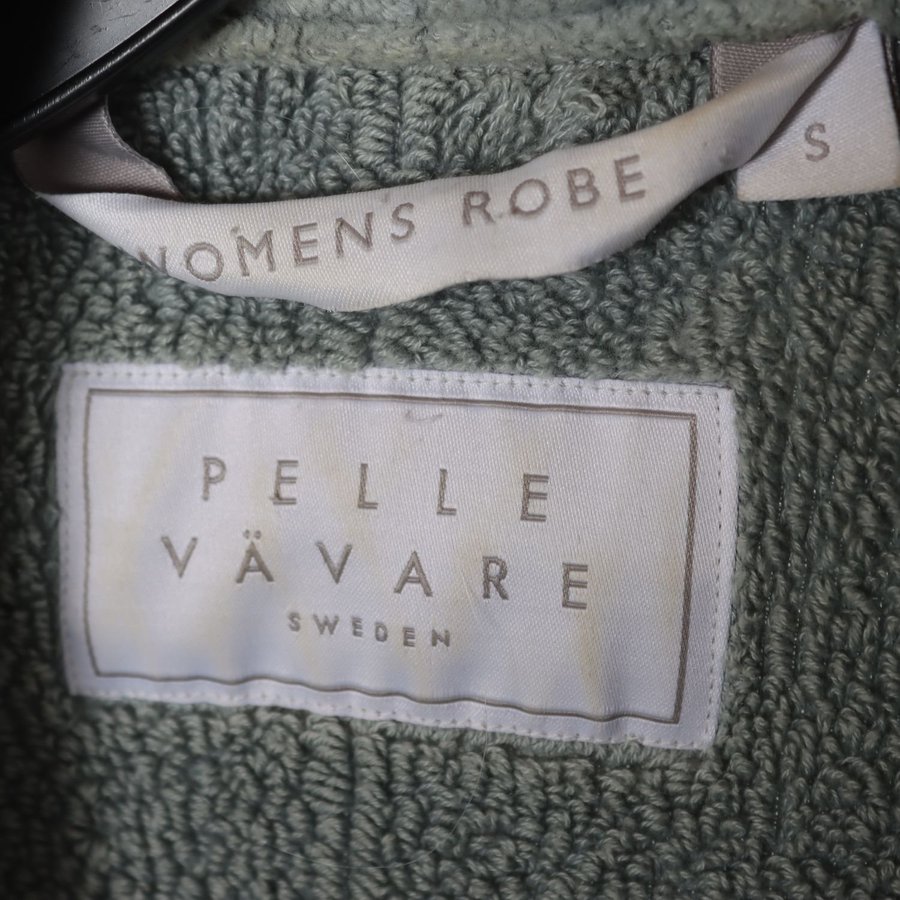 WOMENS ROBE
S
PELLE
VÄVARE
SWEDEN